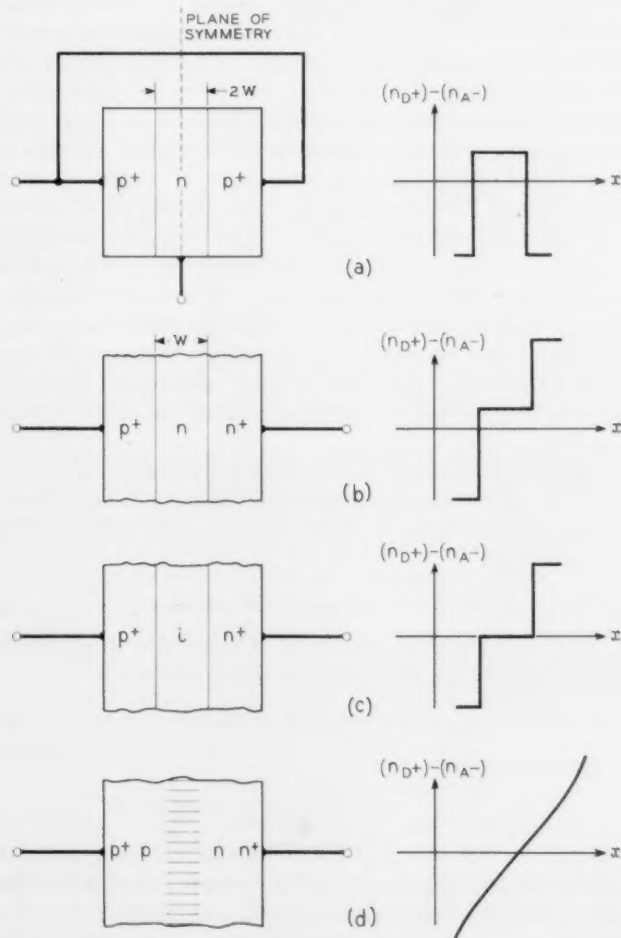 PLANE OF
SYMMETRY
2W
(nD+)-(nA-)
p+ n p+
x
(a)
W
(nD+)-(nA-)
p+ n n+
x
(b)
(nD+)-(nA-)
p+ i n+
x
(c)
(nD+)-(nA-)
p+ p n n+
x
(d)